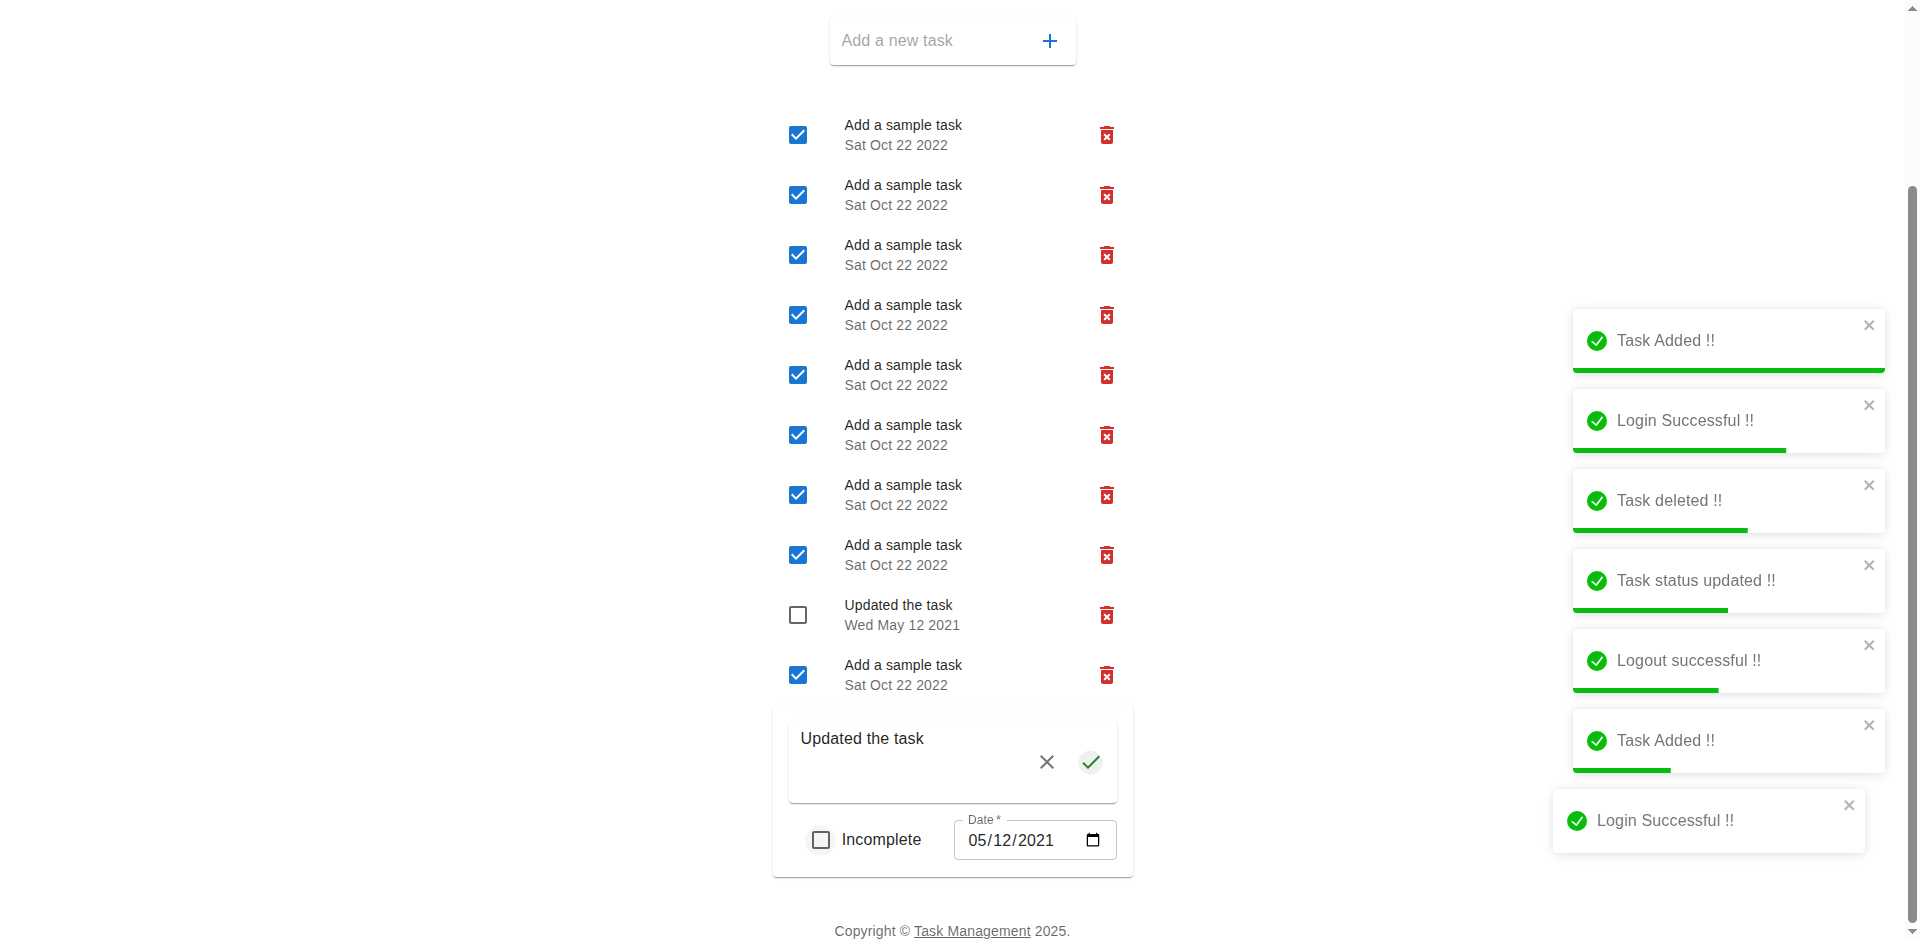 Add a new task
Add a sample task
Sat Oct 22 2022
Add a sample task
Sat Oct 22 2022
Add a sample task
Sat Oct 22 2022
Add a sample task
Sat Oct 22 2022
Add a sample task
Sat Oct 22 2022
Add a sample task
Sat Oct 22 2022
Add a sample task
Sat Oct 22 2022
Add a sample task
Sat Oct 22 2022
Updated the task
Wed May 12 2021
Add a sample task
Sat Oct 22 2022
Updated the task
Incomplete
Date *
05/12/2021
Copyright © Task Management 2025.
Task Added !!
Login Successful !!
Task deleted !!
Task status updated !!
Logout successful !!
Task Added !!
Login Successful !!